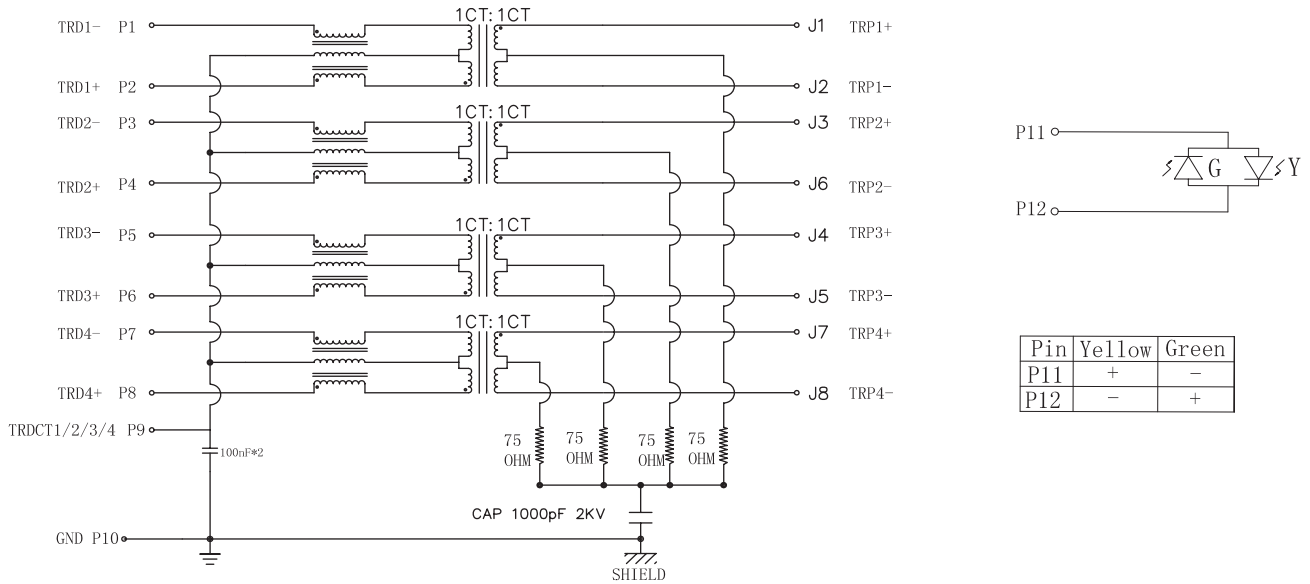 1CT:1CT
TRD1- P1 J1 TRP1+
TRD1+ P2 J2 TRP1-
1CT:1CT
TRD2- P3 J3 TRP2+
TRD2+ P4 J6 TRP2-
1CT:1CT
TRD3- P5 J4 TRP3+
TRD3+ P6 J5 TRP3-
1CT:1CT
TRD4- P7 J7 TRP4+
TRD4+ P8 J8 TRP4-
TRDCT1/2/3/4 P9
100nF*2
75 75 75 75
OHM OHM OHM OHM
CAP 1000pF 2KV
GND P10
SHIELD
P11
G Y
P12
Pin Yellow Green
P11 + -
P12 - +